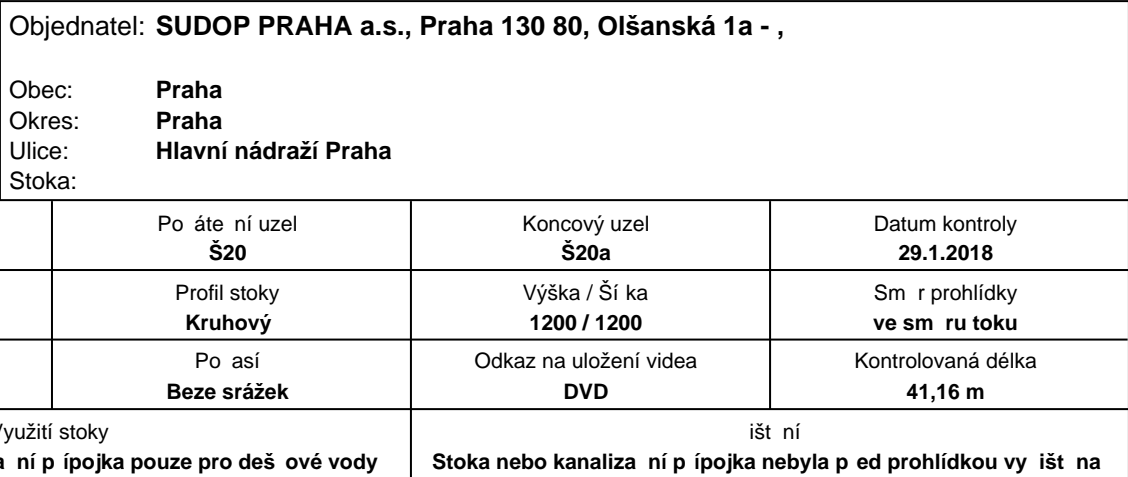 Objednatel: SUDOP PRAHA a.s., Praha 130 80, Olšanská 1a - ,
Obec: Praha
Okres: Praha
Ulice: Hlavní nádraží Praha
Stoka:
Po áte ní uzel Koncový uzel Datum kontroly
Š20 Š20a 29.1.2018
Profil stoky Výška / Ší ka Sm r prohlídky
Kruhový 1200 / 1200 ve sm ru toku
Po así Odkaz na uložení videa Kontrolovaná délka
Beze srážek DVD 41,16 m
yužití stoky išt ní
a ní p ípojka pouze pro deš ové vody Stoka nebo kanaliza ní p ípojka nebyla p ed prohlídkou vy išt na